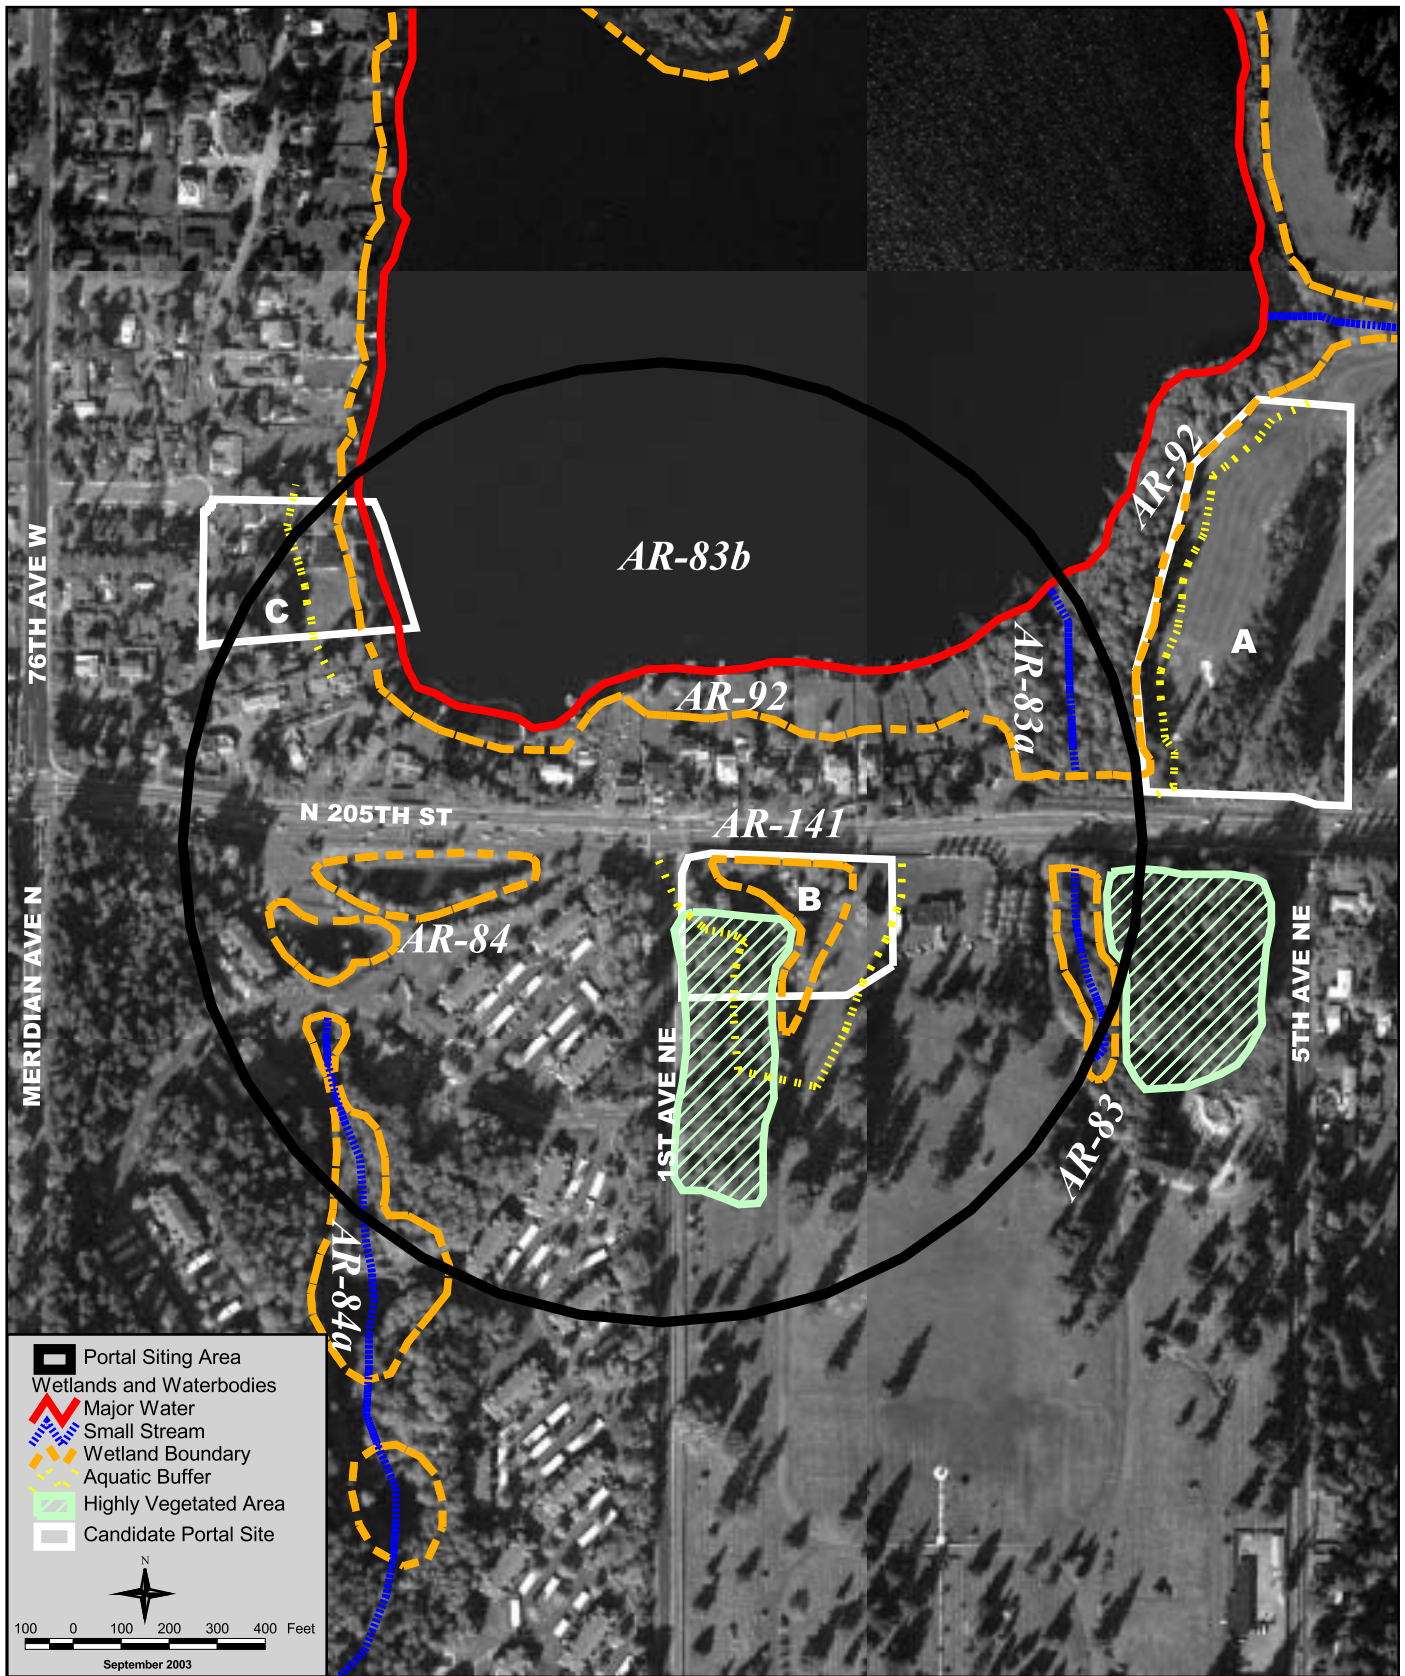 AR-92
AR-83b
76TH AVE W
C
A
AR-83a
AR-92
N 205TH ST
AR-141
B
MERIDIAN AVE N
AR-84
5TH AVE NE
1ST AVE NE
AR-83
AR-84a
Portal Siting Area
Wetlands and Waterbodies
Major Water
Small Stream
Wetland Boundary
Aquatic Buffer
Highly Vegetated Area
Candidate Portal Site
N
100 0 100 200 300 400 Feet
September 2003